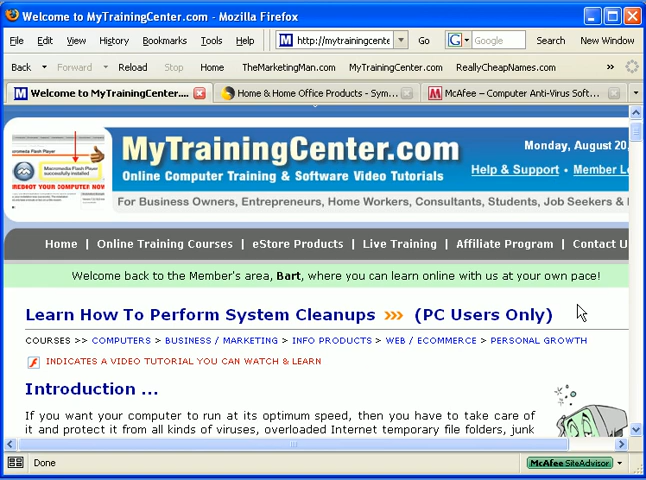 Welcome to MyTrainingCenter.com - Mozilla Firefox
File Edit View History Bookmarks Tools Help http://mytrainingcente Go Google Search New Window
Back Forward Reload Stop Home TheMarketingMan.com MyTrainingCenter.com ReallyCheapNames.com »
Welcome to MyTrainingCenter.... Home & Home Office Products - Sym... McAfee – Computer Anti-Virus Soft...
Macromedia Flash Player
successfully installed
REBOOT YOUR COMPUTER NOW
MyTrainingCenter.com
Monday, August 20,
Online Computer Training & Software Video Tutorials
Help & Support • Member Lo
For Business Owners, Entrepreneurs, Home Workers, Consultants, Students, Job Seekers &
Home | Online Training Courses | eStore Products | Live Training | Affiliate Program | Contact U
Welcome back to the Member's area, Bart, where you can learn online with us at your own pace!
Learn How To Perform System Cleanups »» (PC Users Only)
COURSES >> COMPUTERS > BUSINESS / MARKETING > INFO PRODUCTS > WEB / ECOMMERCE > PERSONAL GROWTH
INDICATES A VIDEO TUTORIAL YOU CAN WATCH & LEARN
Introduction ...
If you want your computer to run at its optimum speed, then you have to take care of
it and protect it from all kinds of viruses, overloaded Internet temporary file folders, junk
Done McAfee SiteAdvisor